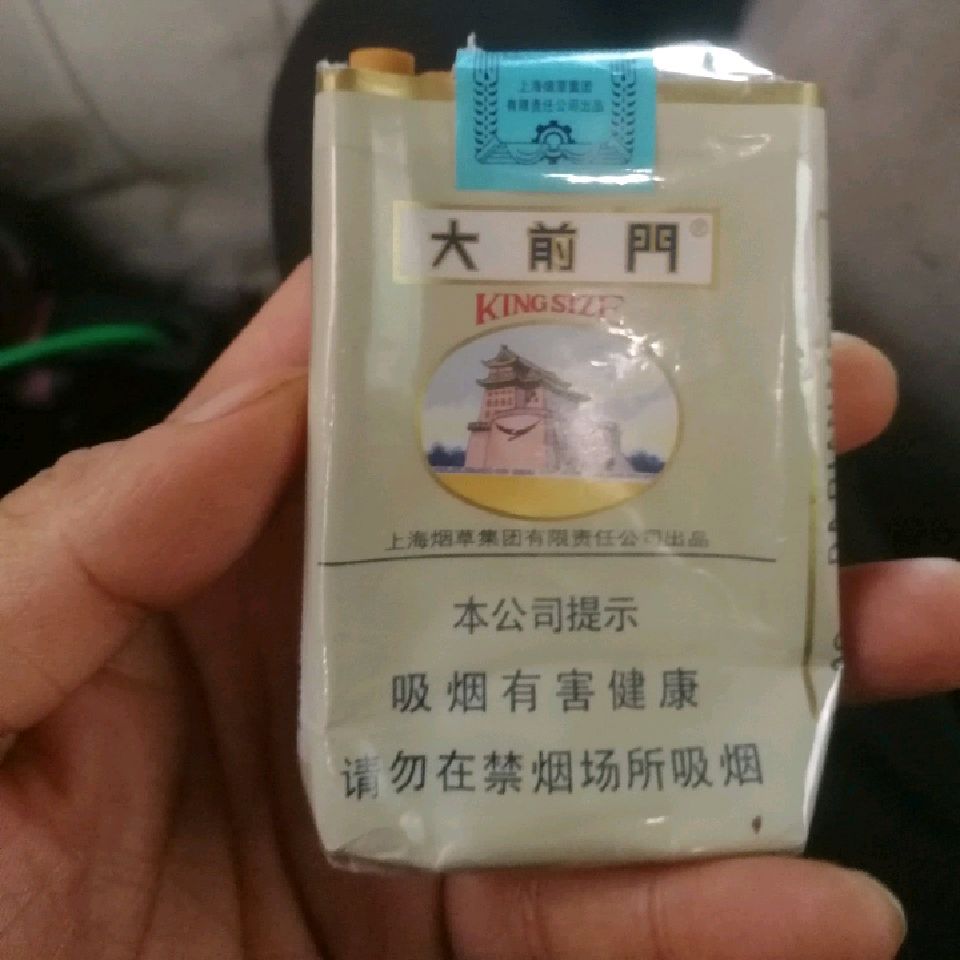 上海烟草集团
有限责任公司出品
大前門®
KING SIZE
上海烟草集团有限责任公司出品
本公司提示
吸烟有害健康
请勿在禁烟场所吸烟